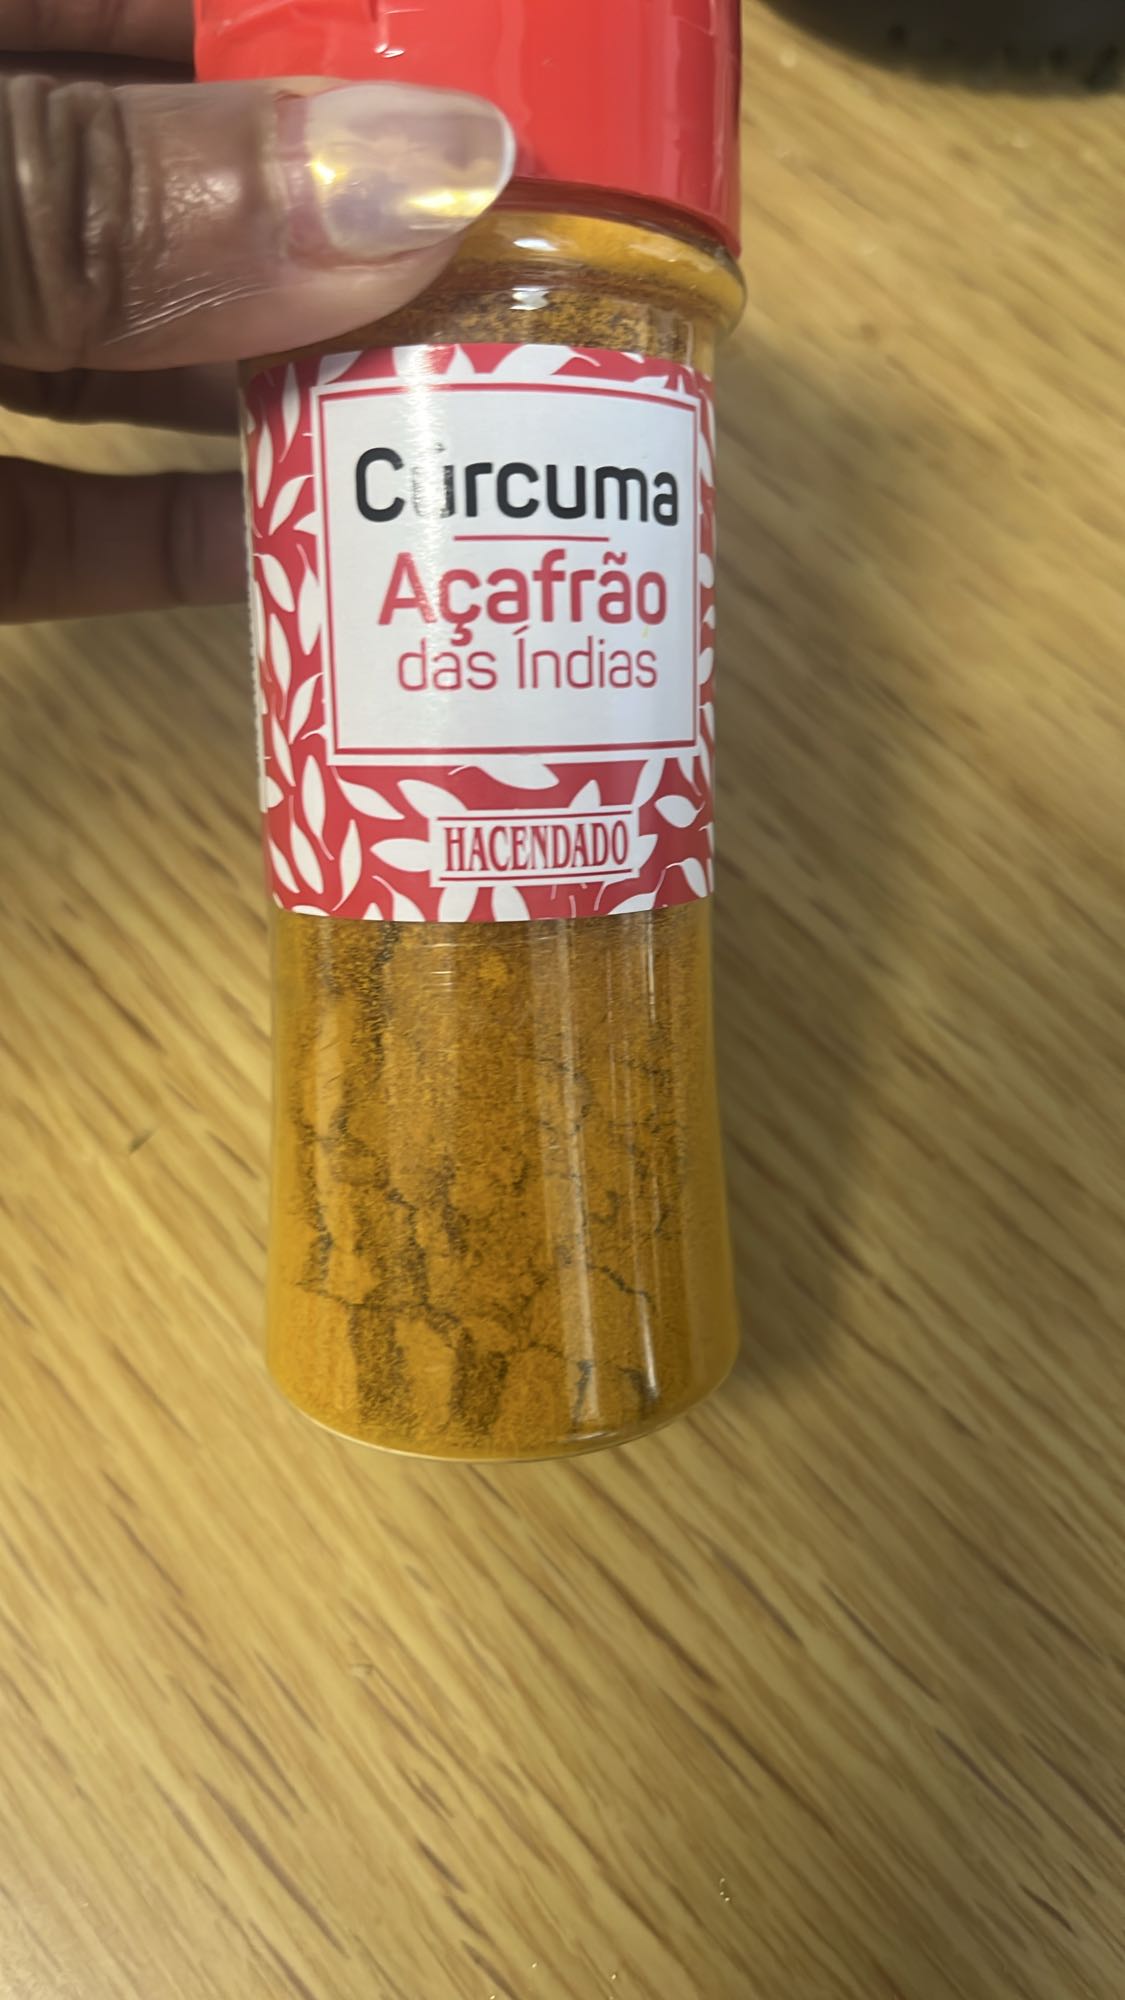 Cúrcuma
Açafrão
das Índias
HACENDADO